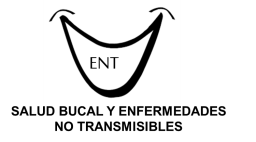 ENT
SALUD BUCAL Y ENFERMEDADES
NO TRANSMISIBLES